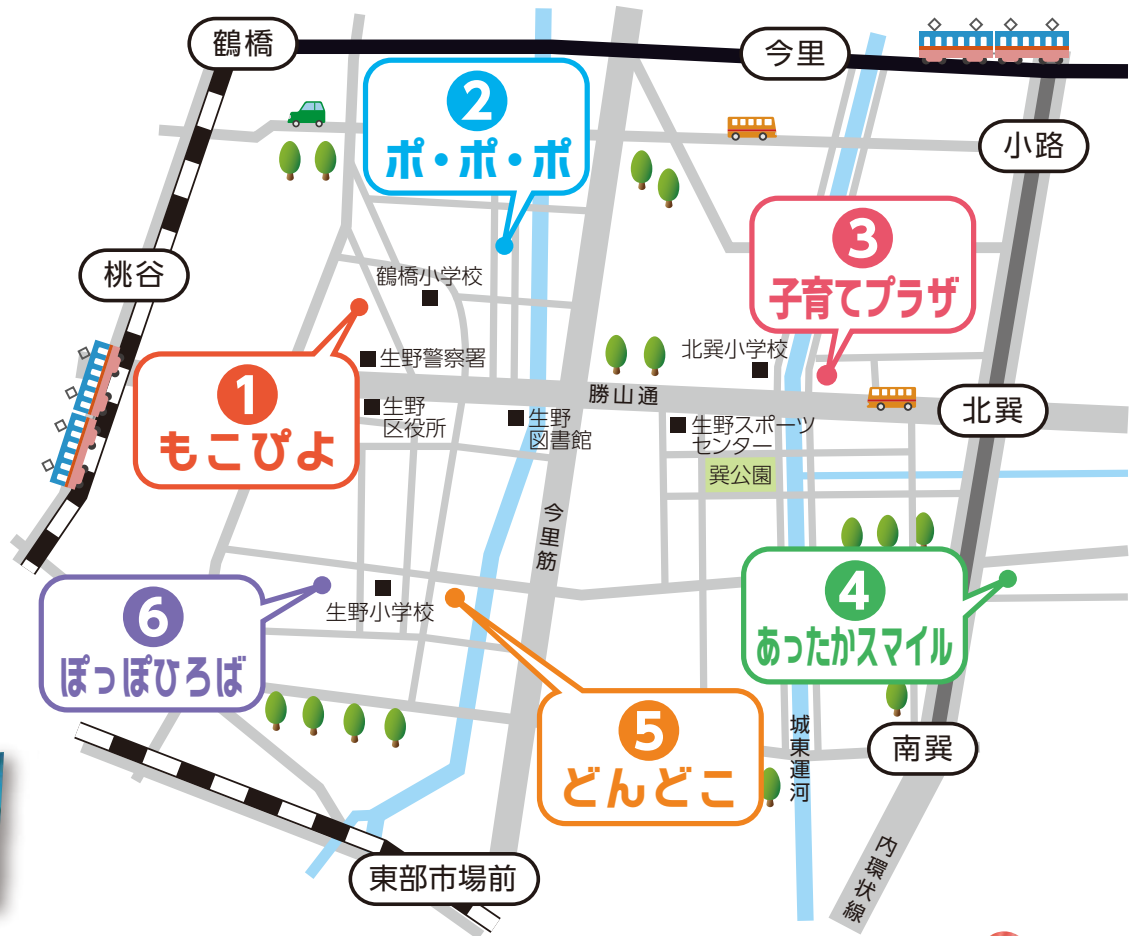 鶴橋
今里
小路
2
ポ・ポ・ポ
3
子育てプラザ
桃谷
鶴橋小学校
1
もこぴよ
生野警察署
北巽小学校
勝山通
北巽
生野
区役所
生野
図書館
生野スポーツ
センター
巽公園
今里筋
6
ぽっぽひろば
生野小学校
4
あったかスマイル
5
どんどこ
城東運河
南巽
東部市場前
内環状線